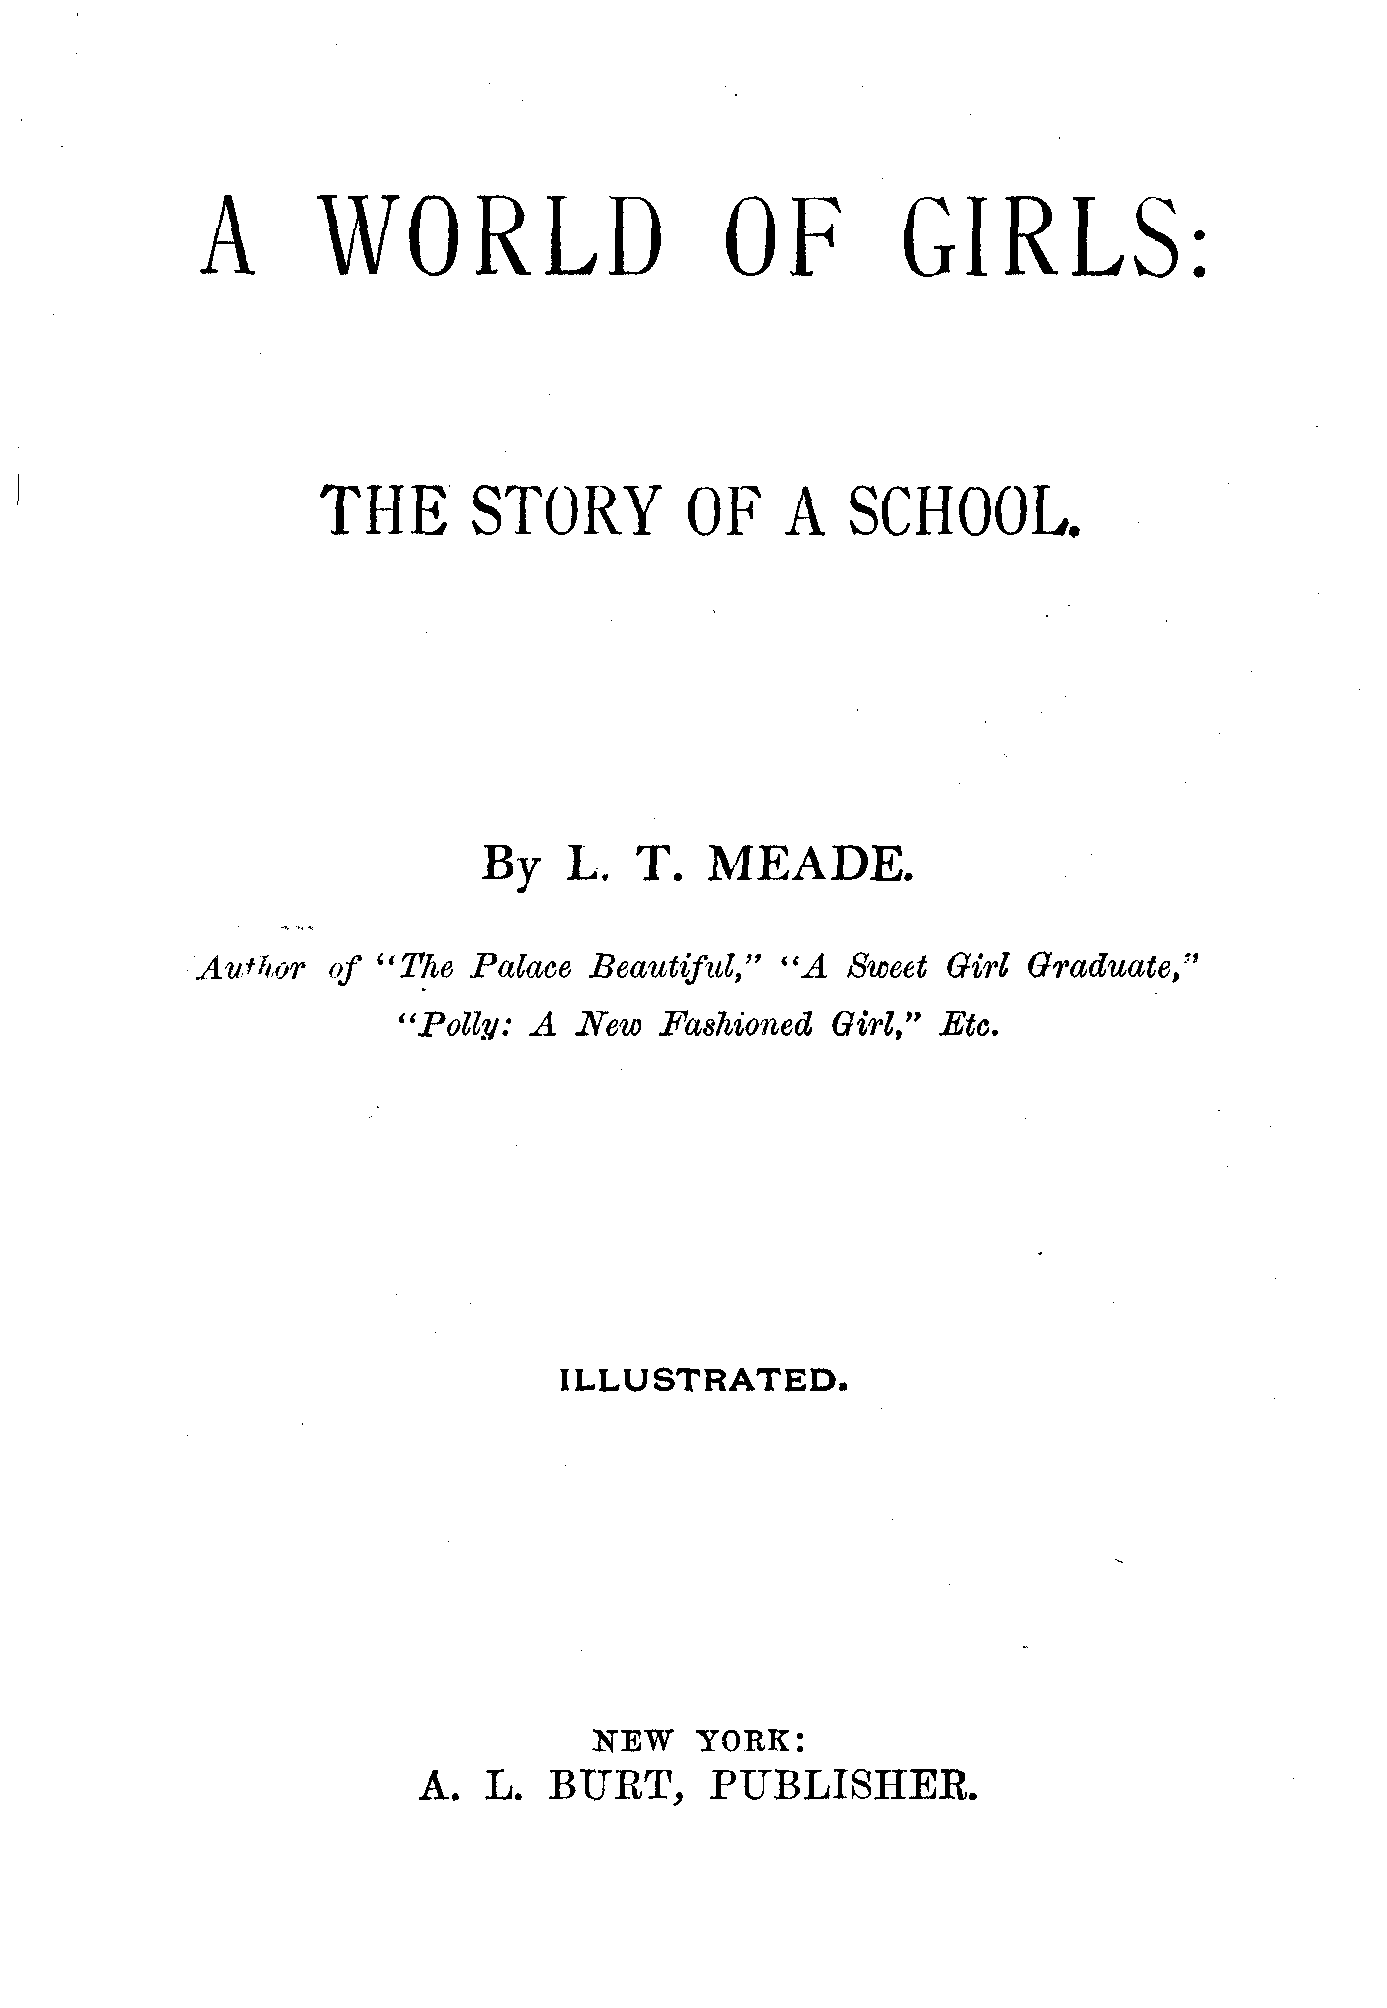 A WORLD OF GIRLS:
THE STORY OF A SCHOOL.
By L. T. MEADE.
Author of "The Palace Beautiful," "A Sweet Girl Graduate,"
"Polly: A New Fashioned Girl," Etc.
ILLUSTRATED.
NEW YORK:
A. L. BURT, PUBLISHER.